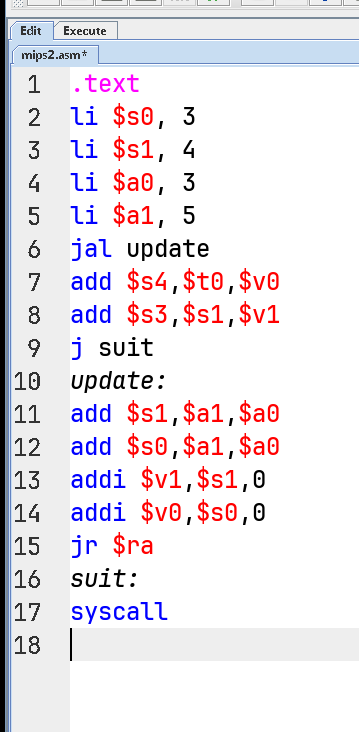 Edit Execute
mips2.asm*
1 .text
2 li $s0, 3
3 li $s1, 4
4 li $a0, 3
5 li $a1, 5
6 jal update
7 add $s4,$t0,$v0
8 add $s3,$s1,$v1
9 j suit
10 update:
11 add $s1,$a1,$a0
12 add $s0,$a1,$a0
13 addi $v1,$s1,0
14 addi $v0,$s0,0
15 jr $ra
16 suit:
17 syscall
18